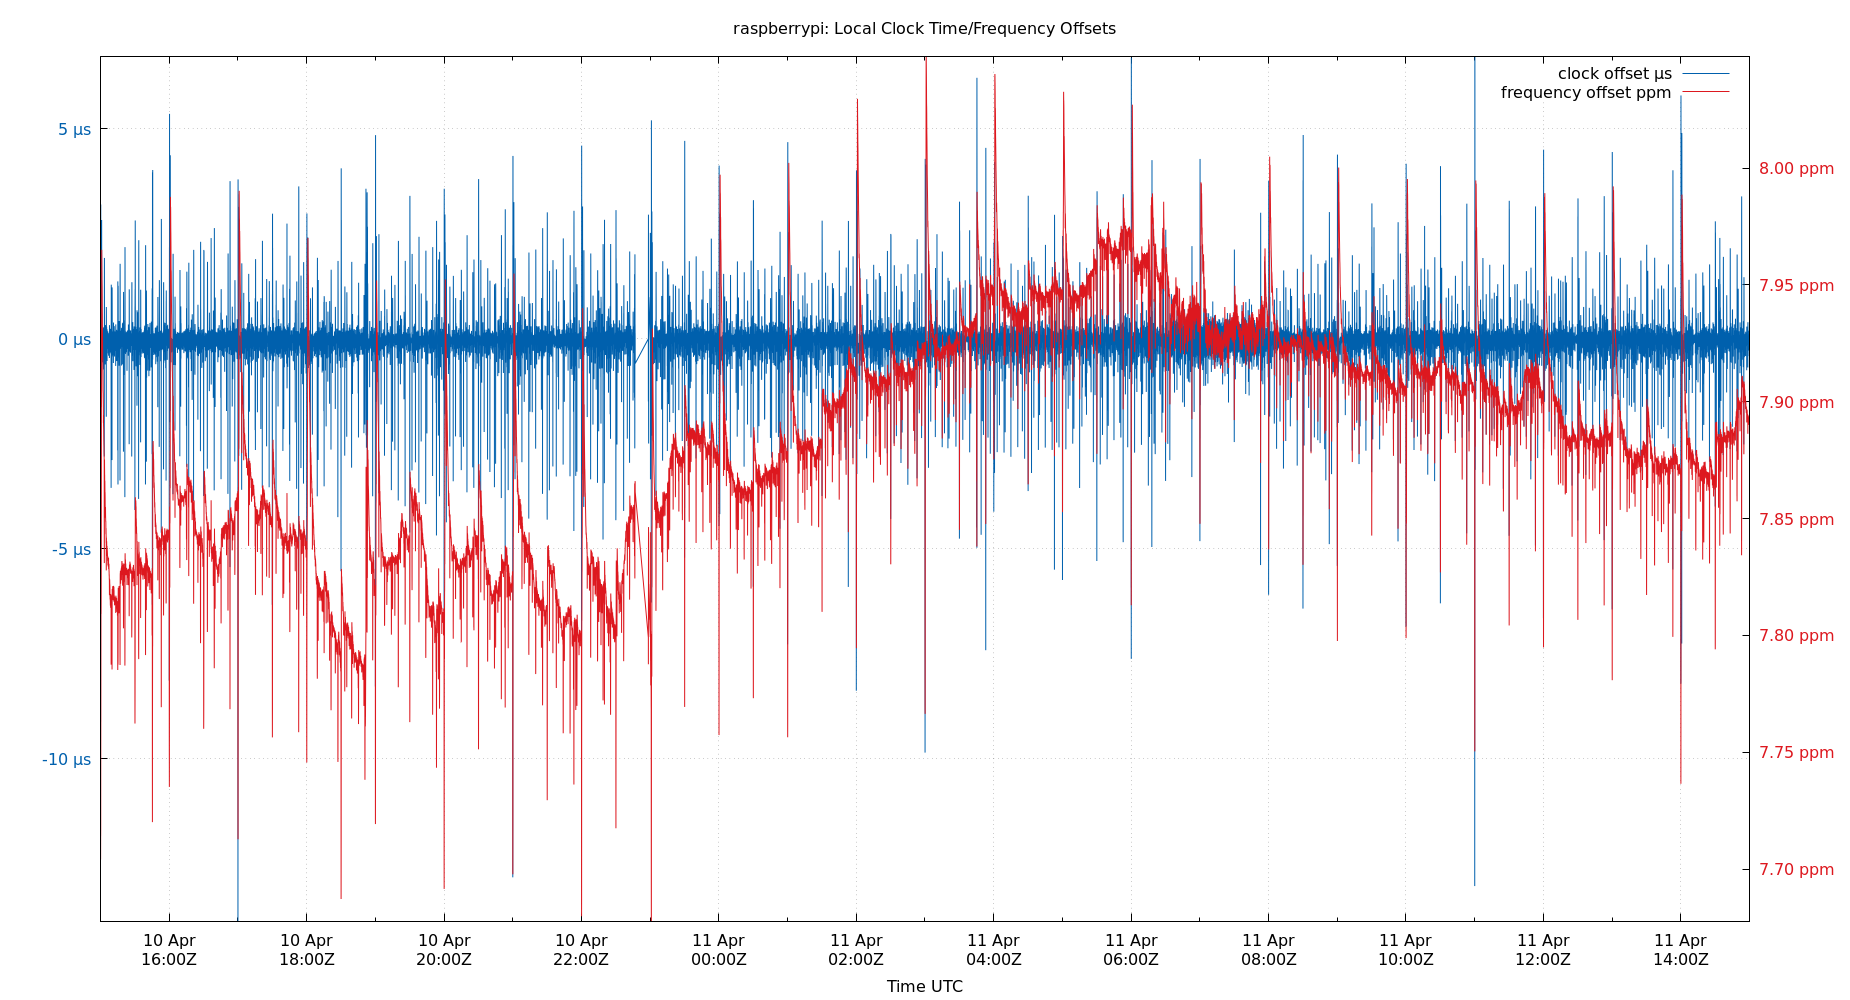 raspberrypi: Local Clock Time/Frequency Offsets
clock offset μs
frequency offset ppm
5 μs
0 μs
-5 μs
-10 μs
8.00 ppm
7.95 ppm
7.90 ppm
7.85 ppm
7.80 ppm
7.75 ppm
7.70 ppm
10 Apr 10 Apr 10 Apr 10 Apr 11 Apr 11 Apr 11 Apr 11 Apr 11 Apr 11 Apr 11 Apr 11 Apr
16:00Z 18:00Z 20:00Z 22:00Z 00:00Z 02:00Z 04:00Z 06:00Z 08:00Z 10:00Z 12:00Z 14:00Z
Time UTC